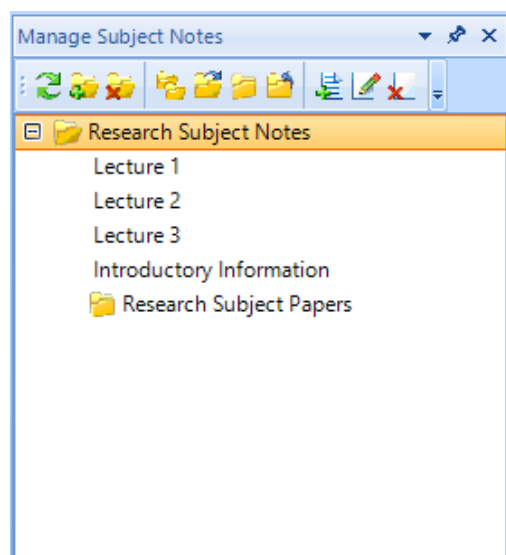 Manage Subject Notes
Research Subject Notes
Lecture 1
Lecture 2
Lecture 3
Introductory Information
Research Subject Papers